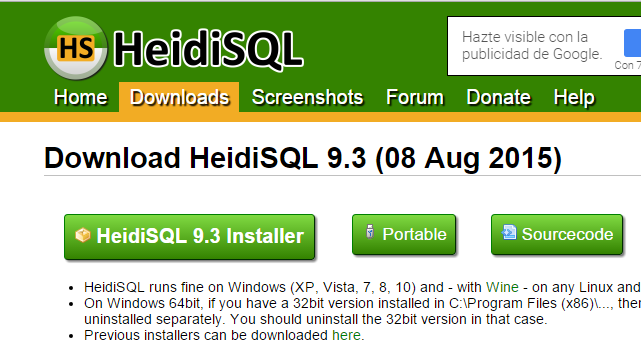 HS HeidiSQL
Hazte visible con la
publicidad de Google.
Con 7
Home Downloads Screenshots Forum Donate Help
Download HeidiSQL 9.3 (08 Aug 2015)
HeidiSQL 9.3 Installer Portable Sourcecode
• HeidiSQL runs fine on Windows (XP, Vista, 7, 8, 10) and - with Wine - on any Linux and
• On Windows 64bit, if you have a 32bit version installed in C:\Program Files (x86)\..., ther
uninstalled separately. You should uninstall the 32bit version in that case.
• Previous installers can be downloaded here.